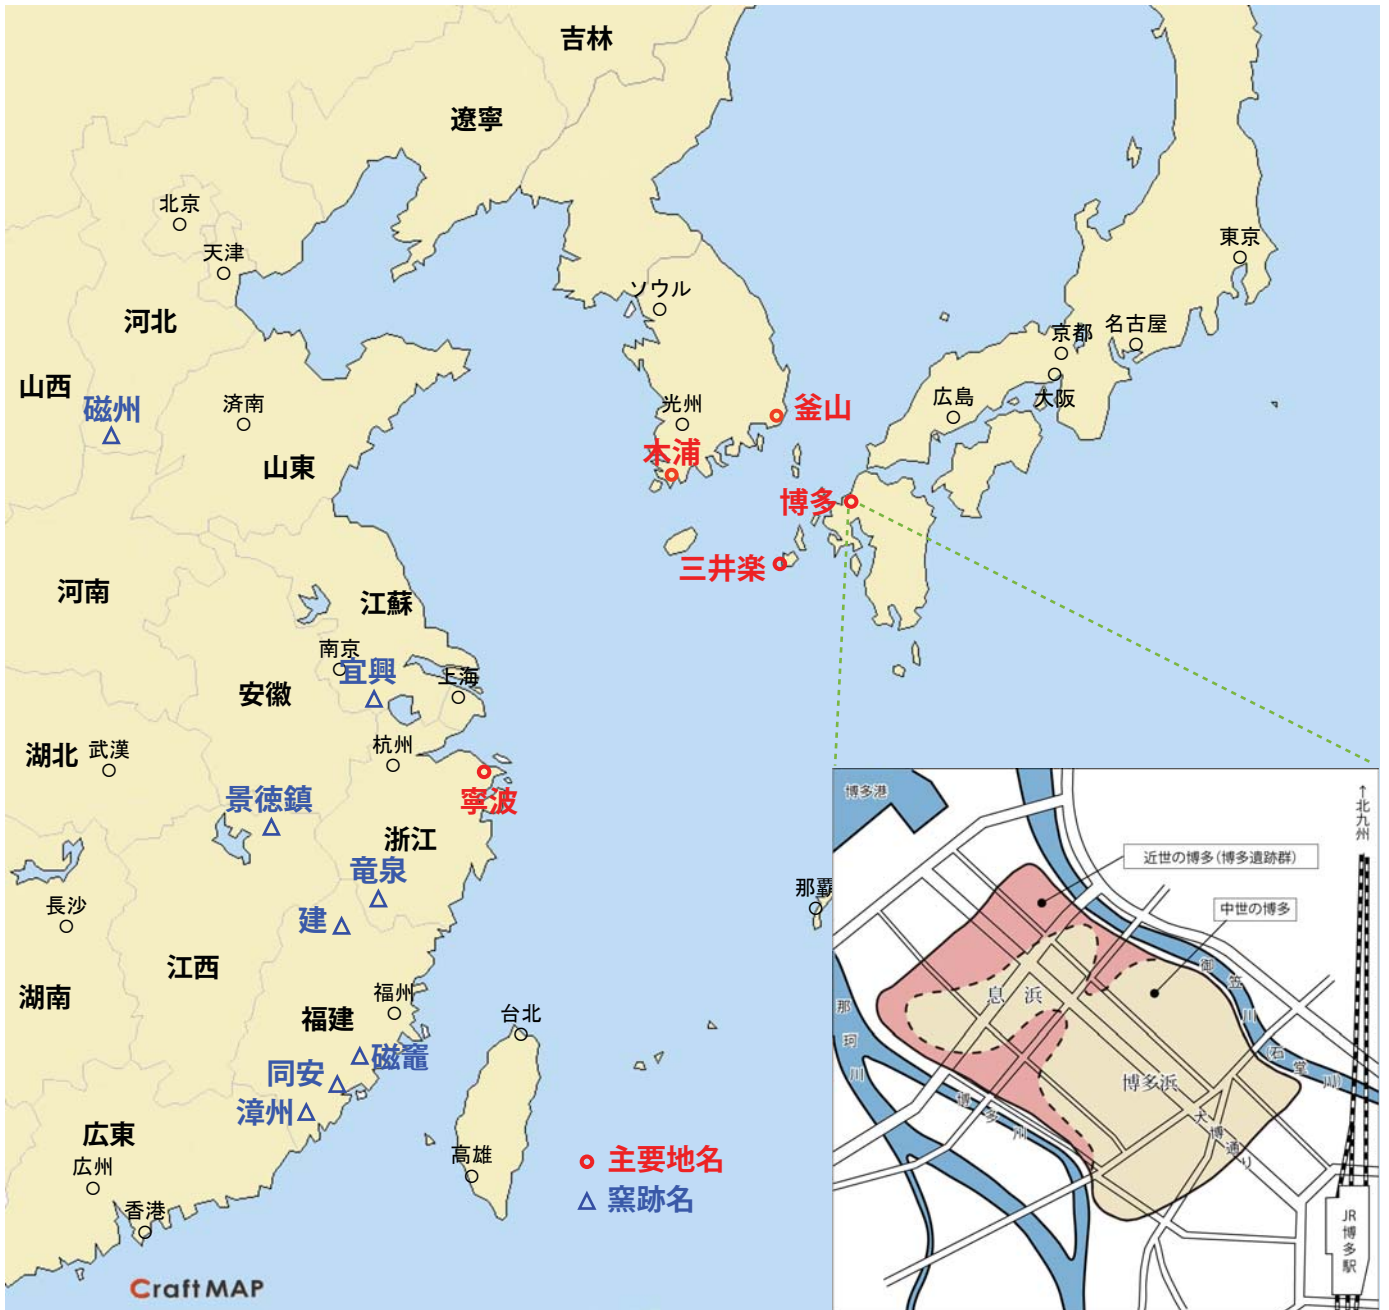 吉林
遼寧
北京
天津
河北
山西
磁州
済南
山東
河南
江蘇
南京
宜興
上海
安徽
湖北
武漢
杭州
寧波
景徳鎮
浙江
竜泉
建
長沙
江西
湖南
福州
福建
磁竈
同安
漳州
広東
広州
香港
台北
高雄
那覇
ソウル
光州
木浦
釜山
博多
三井楽
広島
京都
大阪
名古屋
東京
主要地名
窯跡名
CraftMAP
博多港
↑北九州
近世の博多(博多遺跡群)
中世の博多
息浜
博多浜
御笠川
石堂川
那珂川
博多川
大博通り
JR博多駅